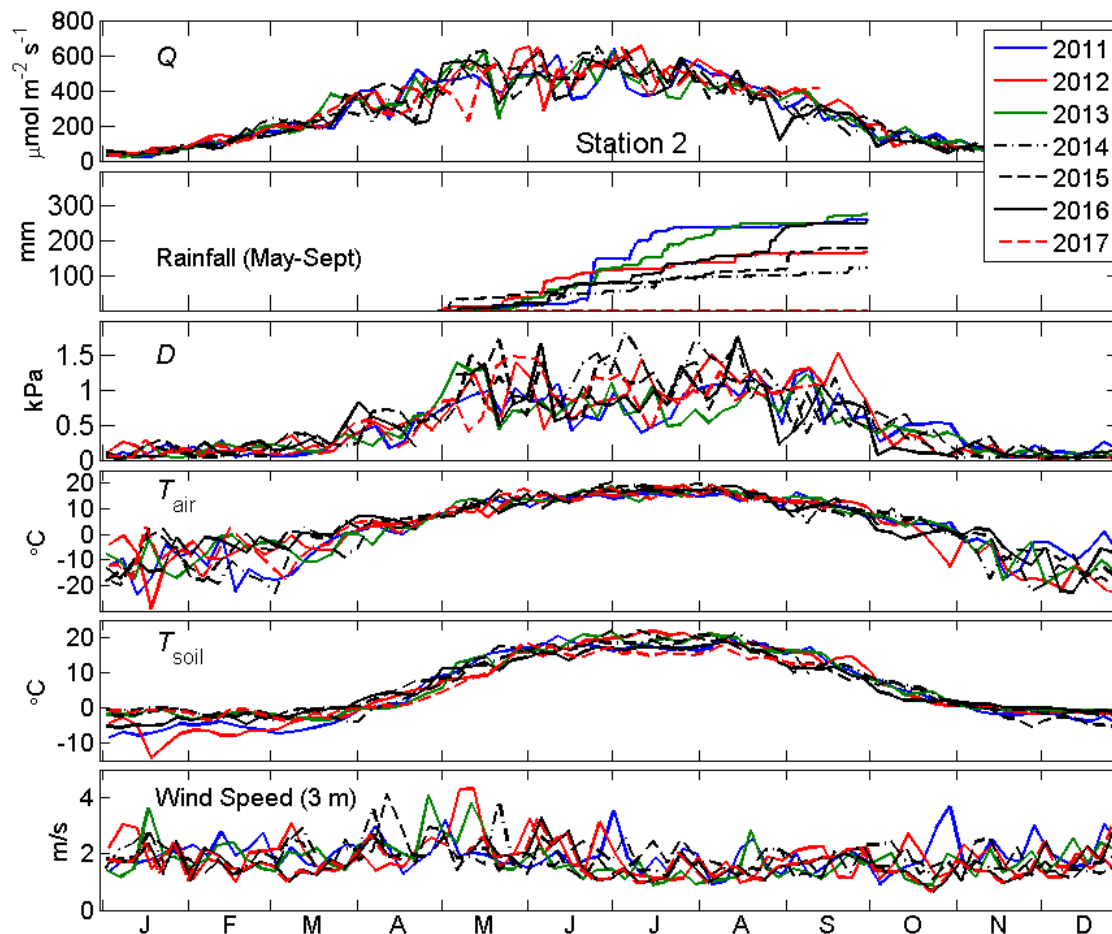 800
600
400
200
0
μmol m-2 s-1
Q
Station 2
2011
2012
2013
2014
2015
2016
2017
300
200
100
mm
Rainfall (May-Sept)
1.5
1
0.5
0
kPa
D
20
10
0
-10
-20
°C
Tair
20
10
0
-10
°C
Tsoil
4
2
0
m/s
Wind Speed (3 m)
J F M A M J J A S O N D